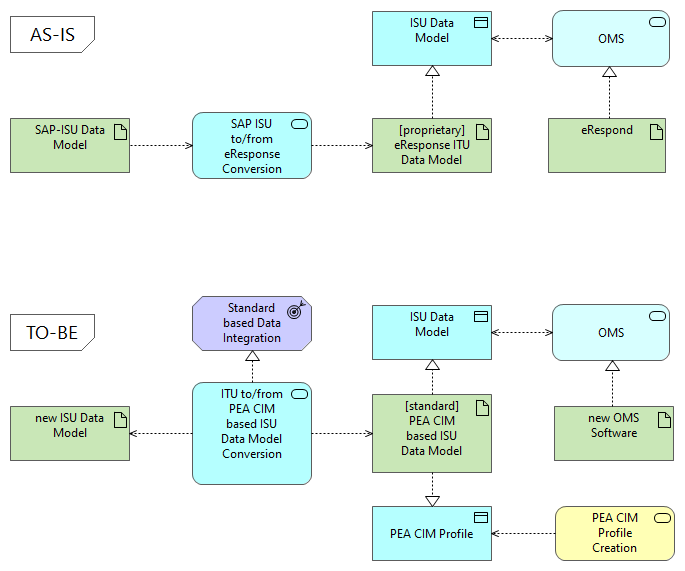 AS-IS
ISU Data
Model
OMS
SAP-ISU Data
Model
SAP ISU
to/from
eResponse
Conversion
[proprietary]
eResponse ITU
Data Model
eRespond
TO-BE
Standard
based Data
Integration
ISU Data
Model
OMS
new ISU Data
Model
ITU to/from
PEA CIM
based ISU
Data Model
Conversion
[standard]
PEA CIM
based ISU
Data Model
new OMS
Software
PEA CIM Profile
PEA CIM
Profile
Creation